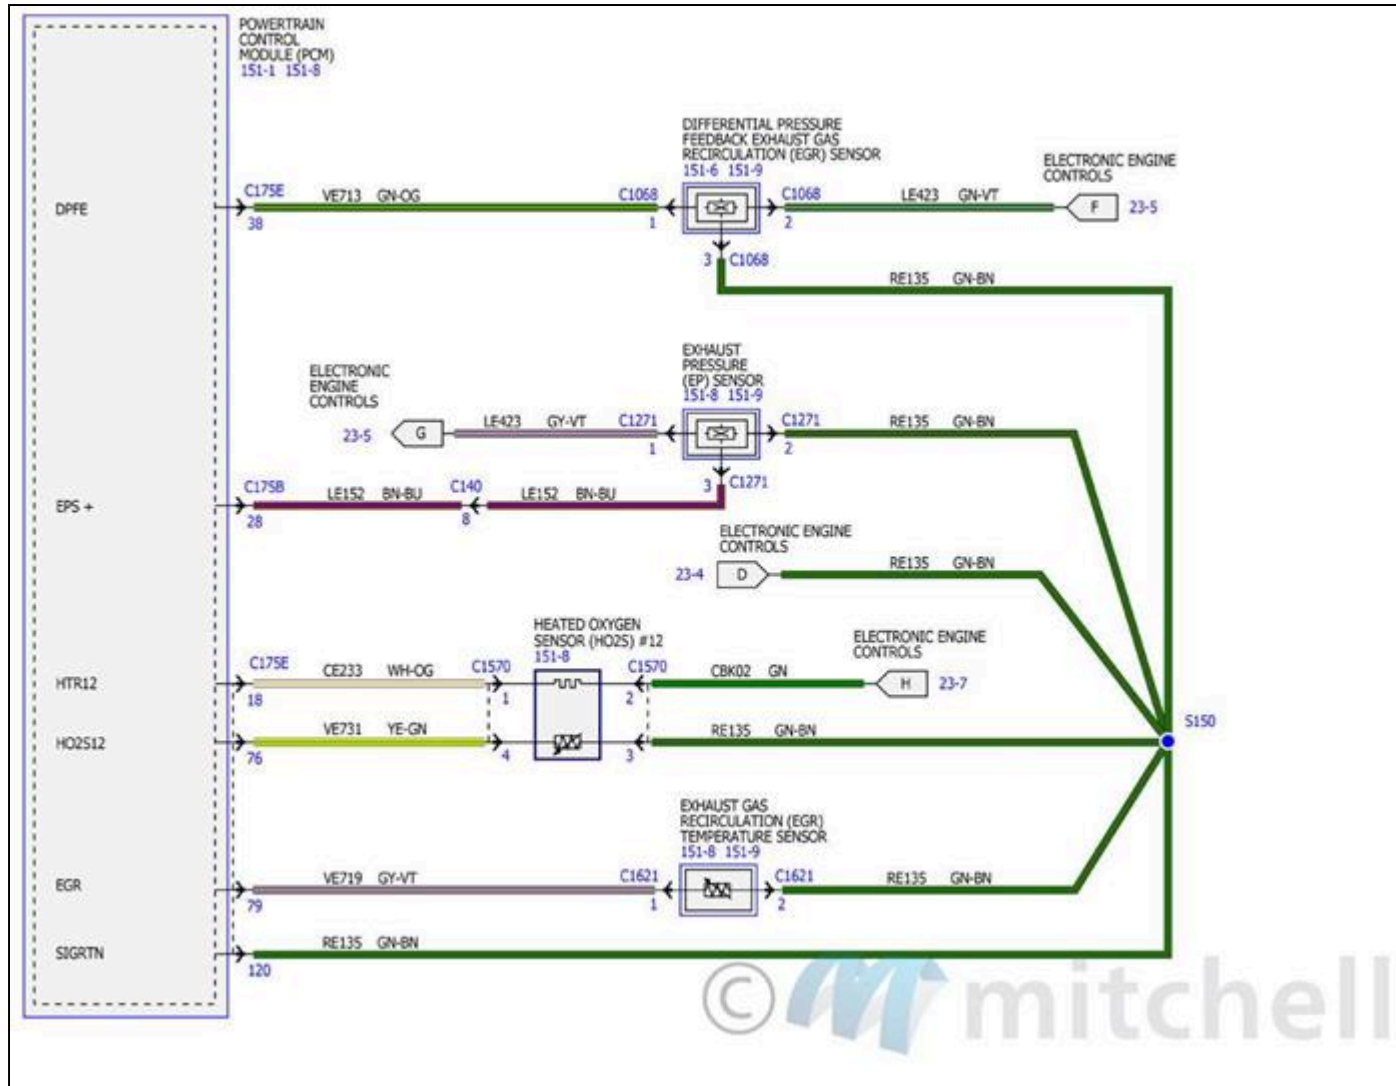 POWERTRAIN
CONTROL
MODULE (PCM)
151-1 151-8
DIFFERENTIAL PRESSURE
FEEDBACK EXHAUST GAS
RECIRCULATION (EGR) SENSOR
151-6 151-9
ELECTRONIC ENGINE
CONTROLS
DPFE
C175E
38
VE713 GN-OG
C1068
1
C1068
2
LE423 GN-VT
F
23-5
3 C1068
RE135 GN-BN
EXHAUST
PRESSURE
(EP) SENSOR
151-8 151-9
ELECTRONIC
ENGINE
CONTROLS
23-5
G
LE423 GY-VT
C1271
1
C1271
2
RE135 GN-BN
3 C1271
EPS +
C175B
28
LE152 BN-BU
C140
8
LE152 BN-BU
ELECTRONIC ENGINE
CONTROLS
23-4
D
RE135 GN-BN
HEATED OXYGEN
SENSOR (HO2S) #12
151-8
ELECTRONIC ENGINE
CONTROLS
HTR12
C175E
18
CE233 WH-OG
C1570
1
C1570
2
CBK02 GN
H
23-7
HO2S12
76
VE731 YE-GN
4
3
RE135 GN-BN
S150
EXHAUST GAS
RECIRCULATION (EGR)
TEMPERATURE SENSOR
151-8 151-9
EGR
79
VE719 GY-VT
C1621
1
C1621
2
RE135 GN-BN
SIGRTN
120
RE135 GN-BN
© mitchell